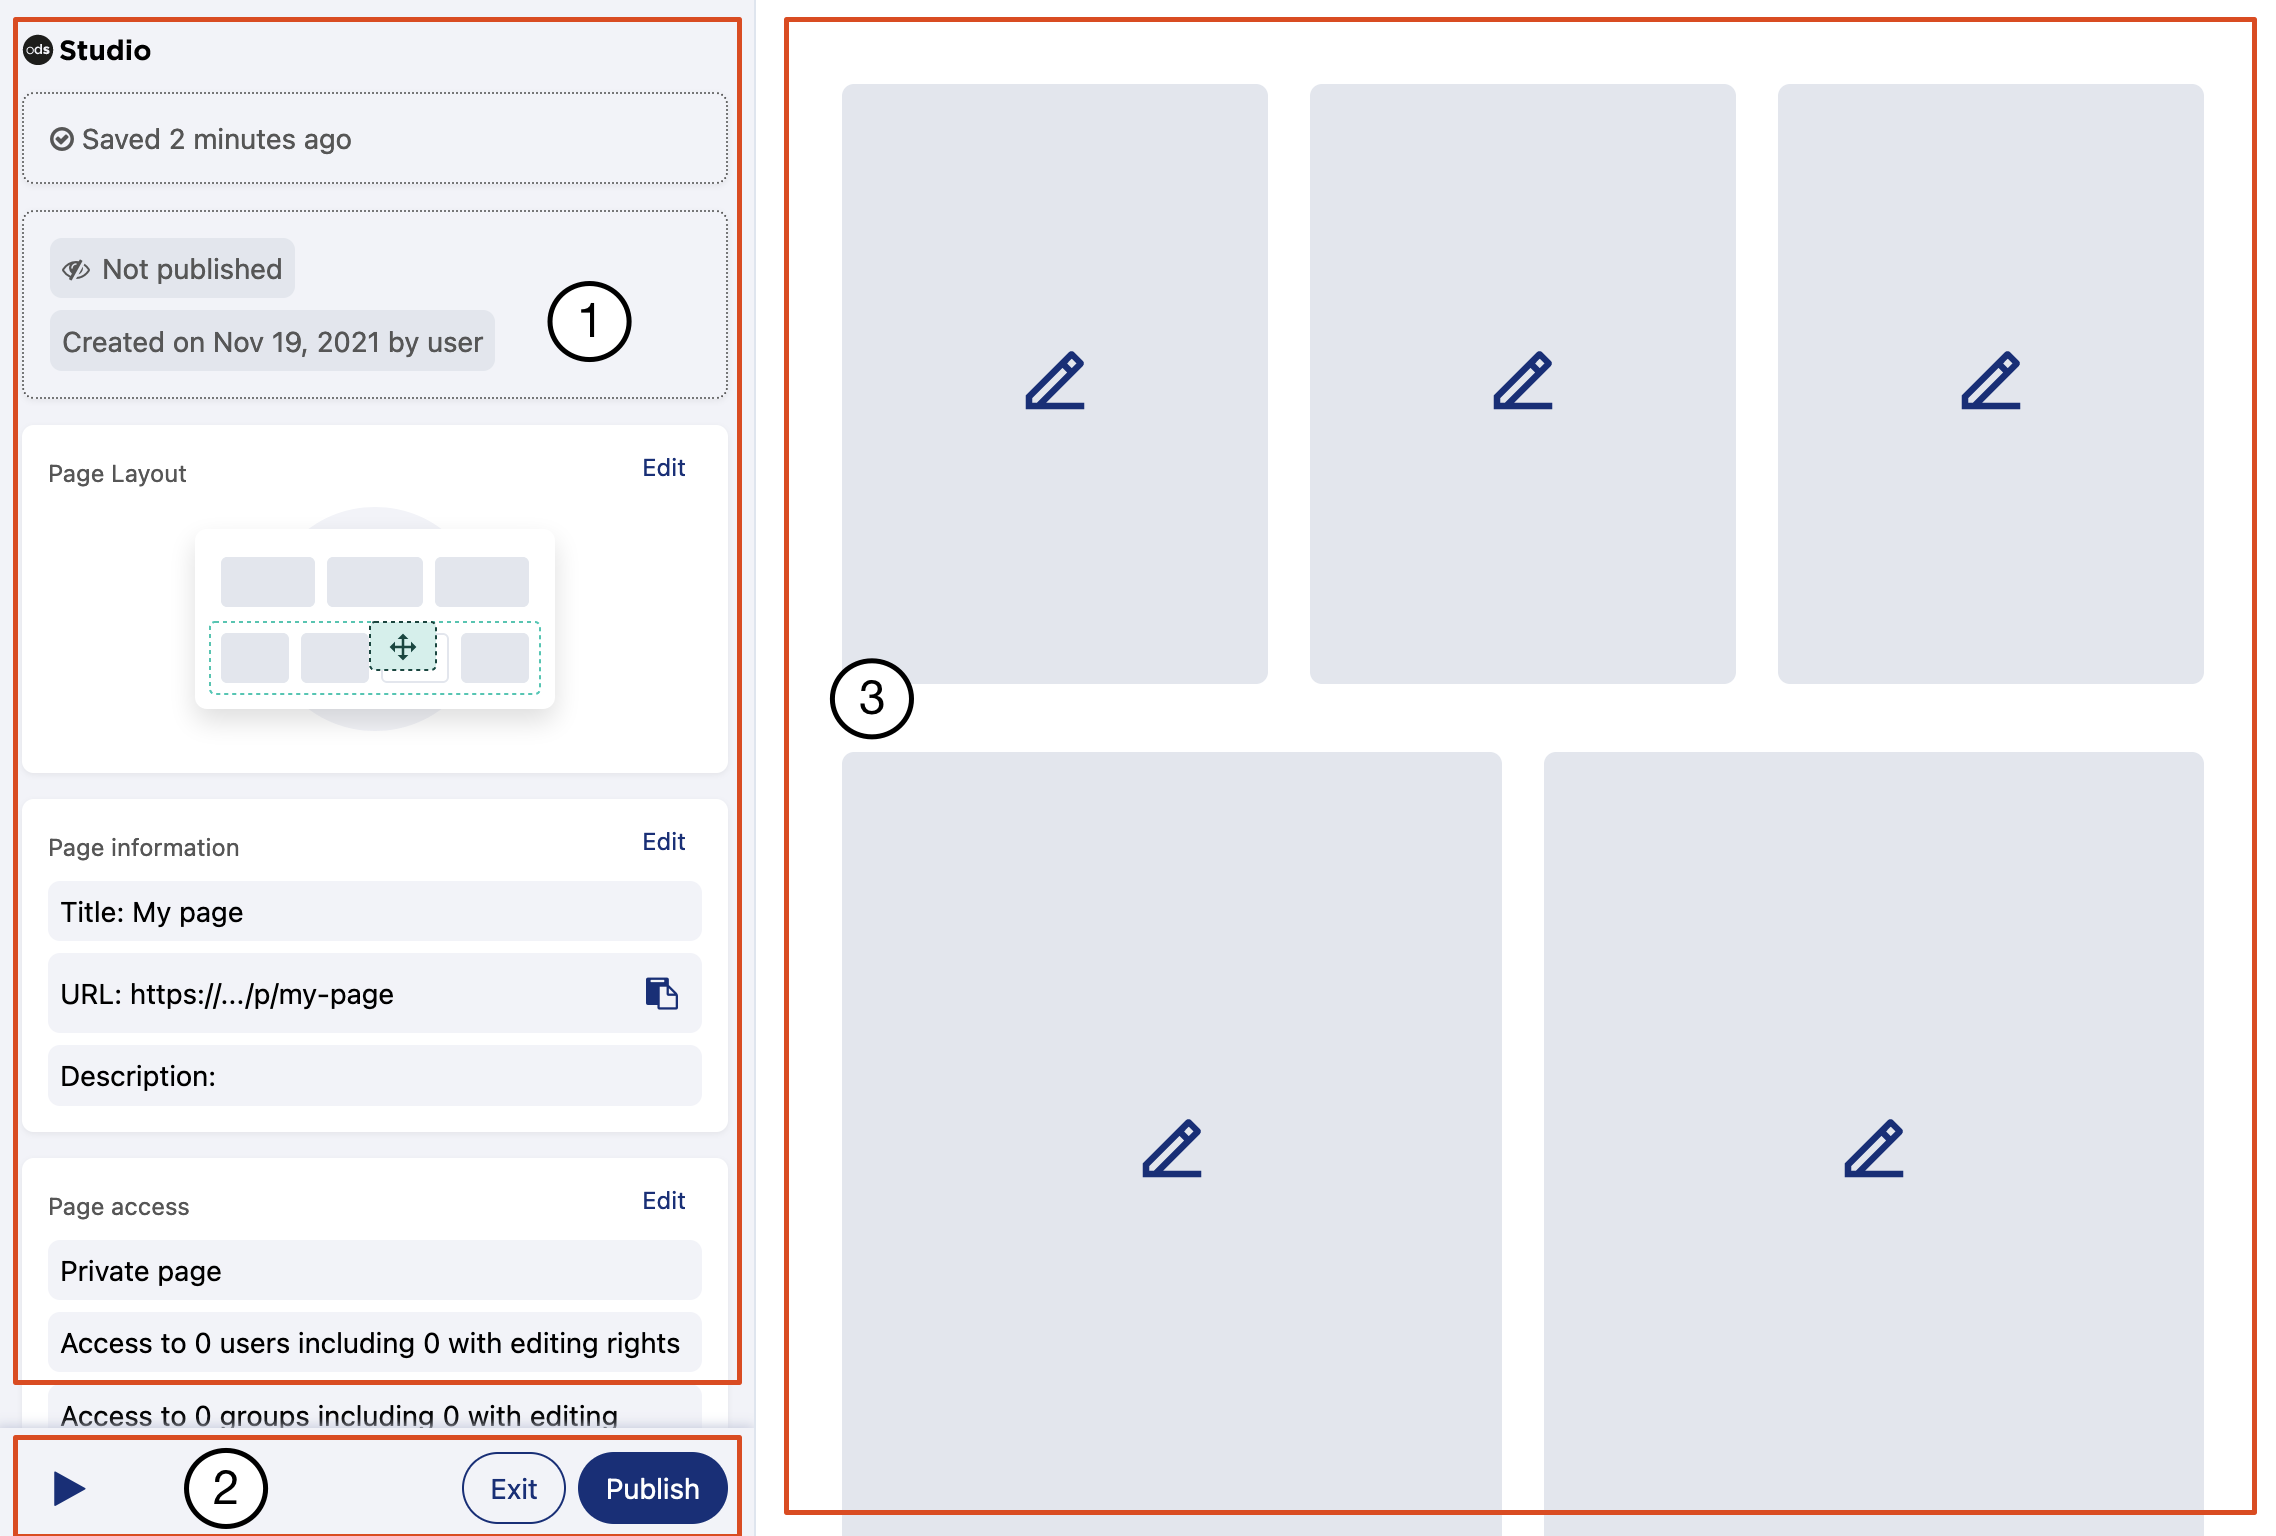 ods Studio
Saved 2 minutes ago
Not published
Created on Nov 19, 2021 by user
1
Page Layout
Edit
Page information
Edit
Title: My page
URL: https://.../p/my-page
Description:
Page access
Edit
Private page
Access to 0 users including 0 with editing rights
Access to 0 groups including 0 with editing
2
Exit
Publish
3